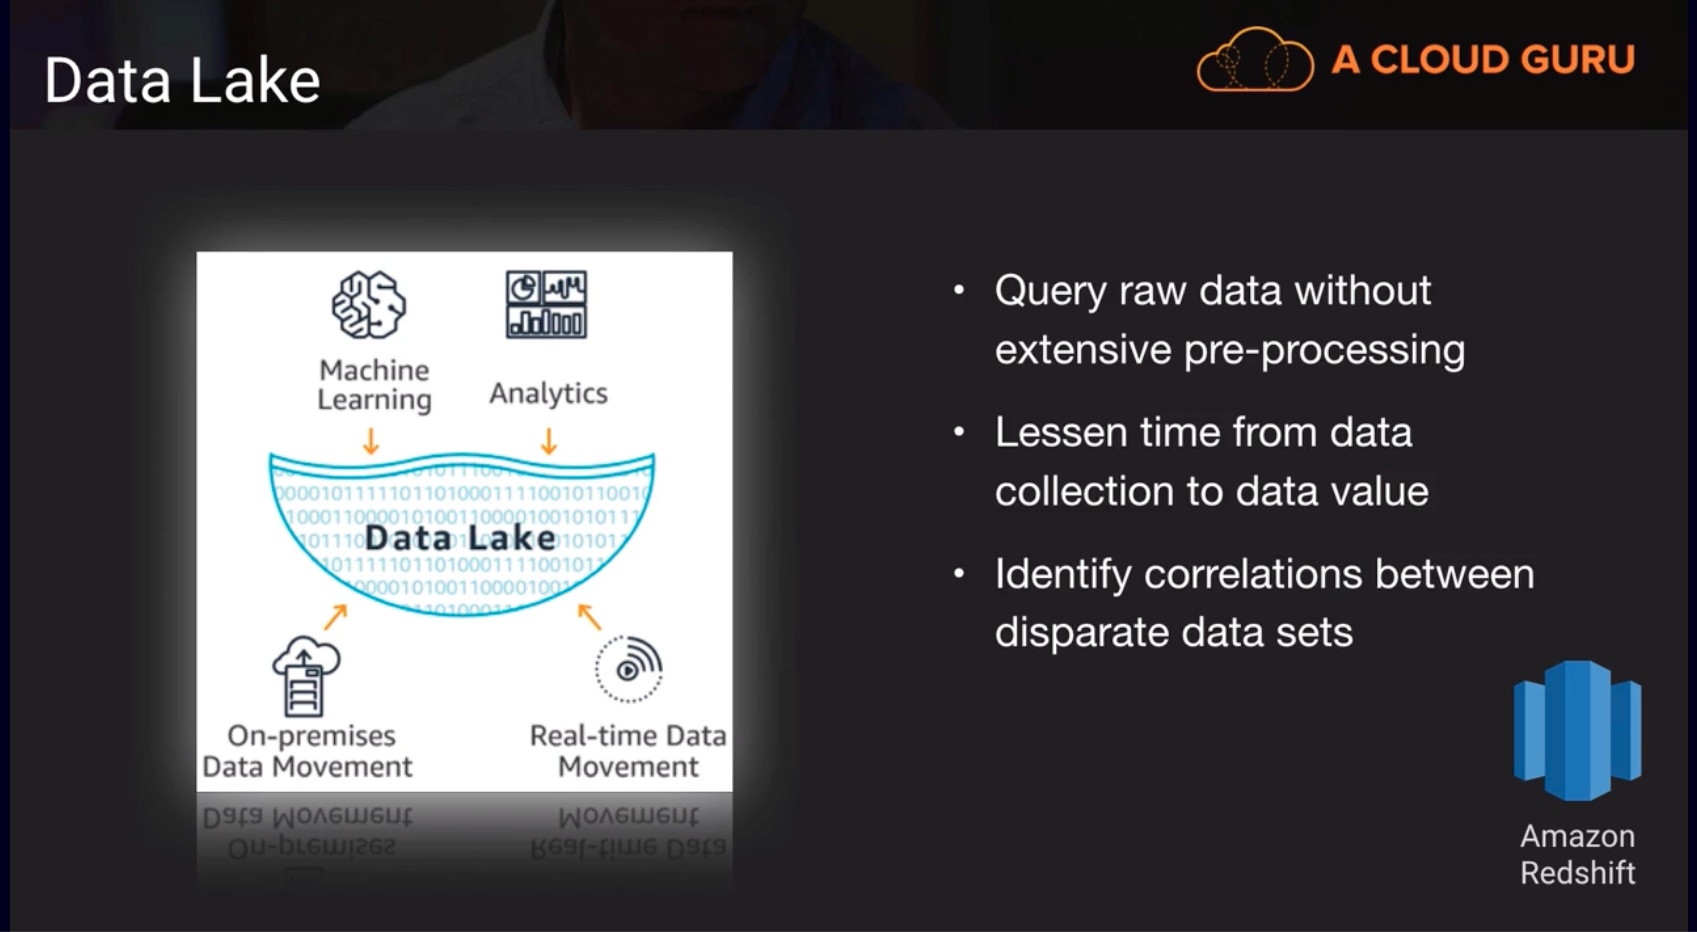 Data Lake
A CLOUD GURU
Machine
Learning
Analytics
Data Lake
On-premises
Data Movement
Real-time Data
Movement
• Query raw data without
extensive pre-processing
• Lessen time from data
collection to data value
• Identify correlations between
disparate data sets
Amazon
Redshift